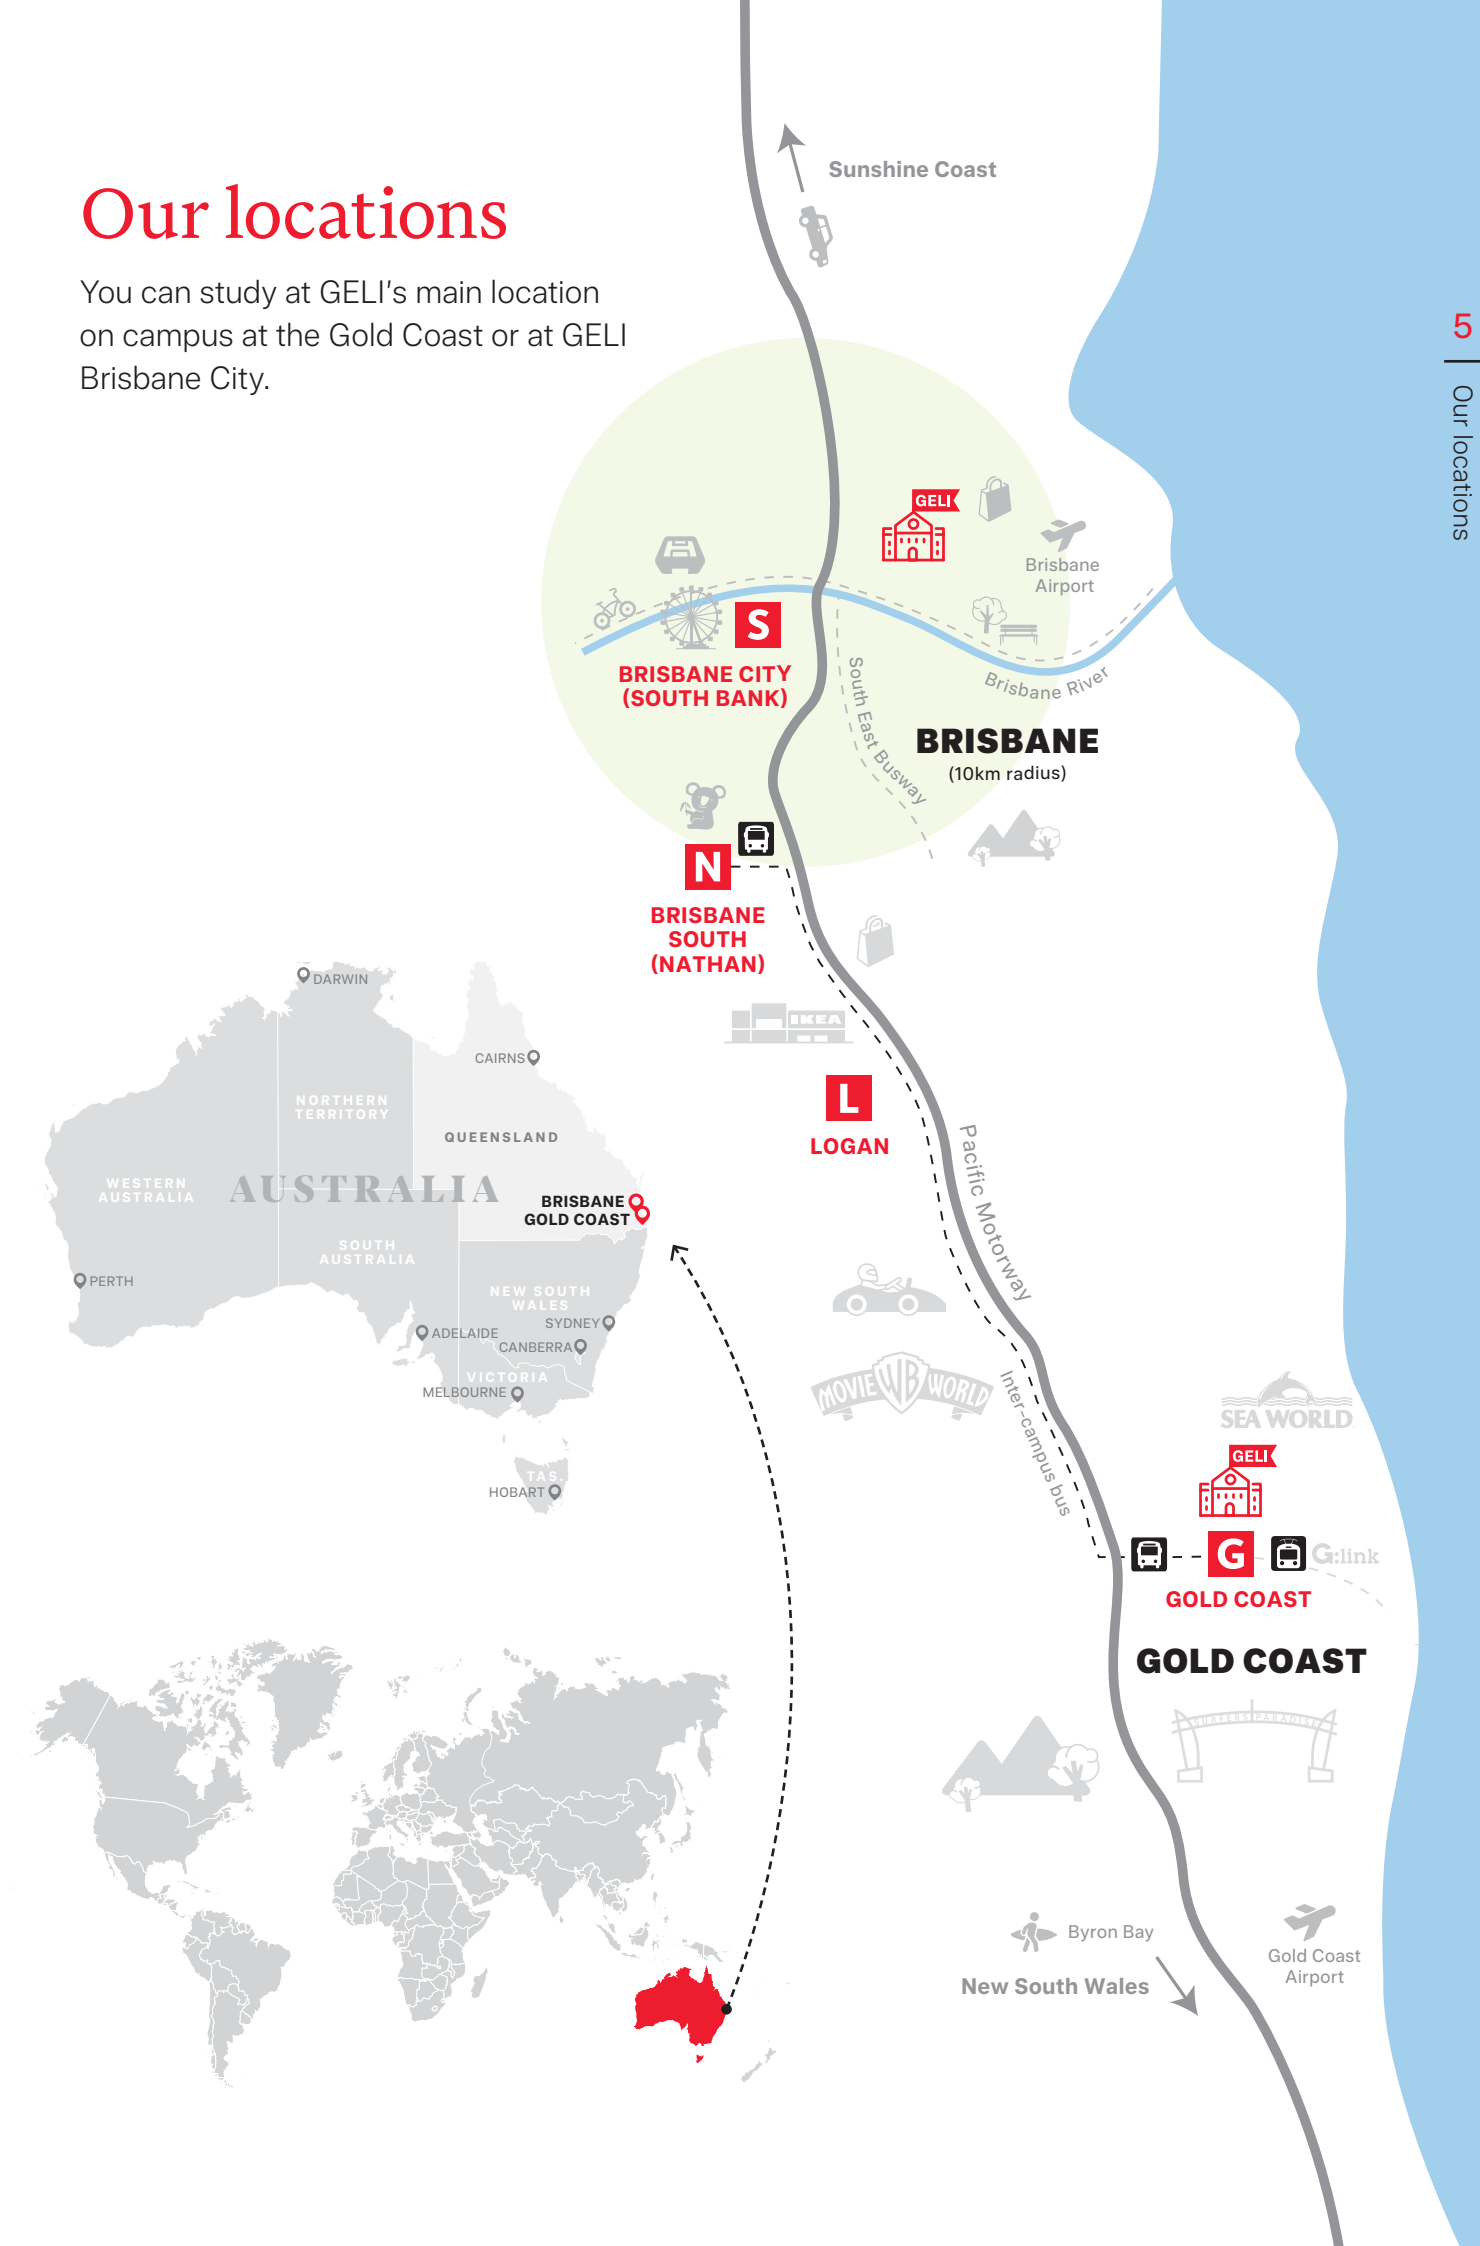 Our locations
You can study at GELI's main location
on campus at the Gold Coast or at GELI
Brisbane City.
5
Our locations
Sunshine Coast
GELI
Brisbane
Airport
S
BRISBANE CITY
(SOUTH BANK)
South East Busway
Brisbane River
BRISBANE
(10km radius)
N
BRISBANE
SOUTH
(NATHAN)
IKEA
L
LOGAN
Pacific Motorway
MOVIE WB WORLD
Inter-campus bus
SEA WORLD
GELI
G
G:link
GOLD COAST
GOLD COAST
SURFERS PARADISE
Byron Bay
New South Wales
Gold Coast
Airport
DARWIN
CAIRNS
NORTHERN
TERRITORY
QUEENSLAND
WESTERN
AUSTRALIA
AUSTRALIA
BRISBANE
GOLD COAST
SOUTH
AUSTRALIA
PERTH
NEW SOUTH
WALES
SYDNEY
ADELAIDE
CANBERRA
VICTORIA
MELBOURNE
TAS.
HOBART